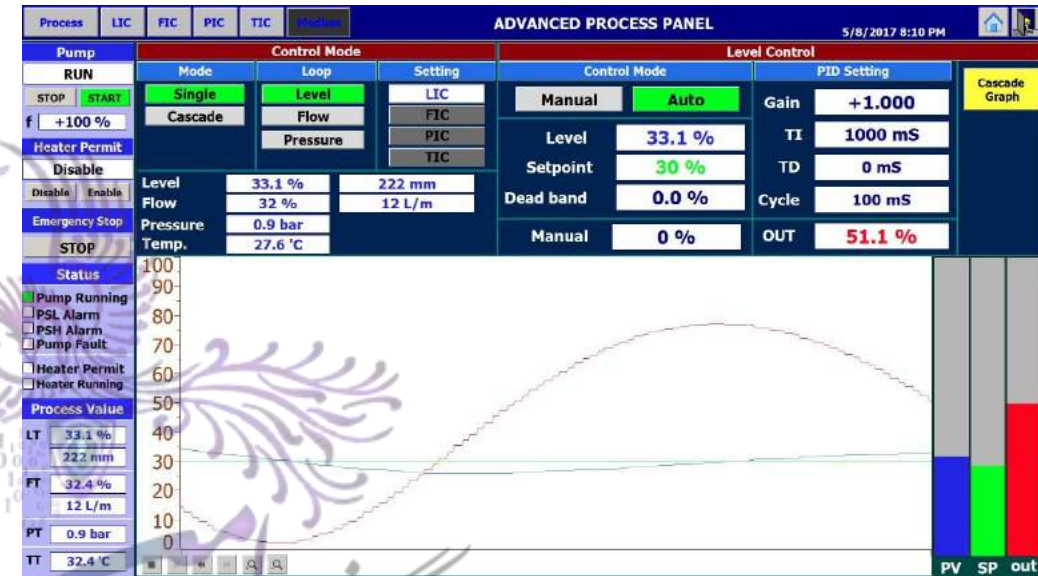 Process LIC FIC PIC TIC Modbus ADVANCED PROCESS PANEL 5/8/2017 8:10 PM
Pump Control Mode Level Control
RUN Mode Loop Setting Control Mode PID Setting
STOP START Single Level LIC Manual Auto Gain +1.000 Cascade Graph
f +100 % Cascade Flow FIC
Heater Permit Pressure PIC Level 33.1 % TI 1000 mS
Disable TIC Setpoint 30 % TD 0 mS
Disable Enable Level 33.1 % 222 mm Dead band 0.0 % Cycle 100 mS
Flow 32 % 12 L/m
Emergency Stop Pressure 0.9 bar
STOP Temp. 27.6 'C Manual 0 % OUT 51.1 %
Status
Pump Running
PSL Alarm
PSH Alarm
Pump Fault
Heater Permit
Heater Running
Process Value
LT 33.1 %
222 mm
FT 32.4 %
12 L/m
PT 0.9 bar
TT 32.4 'C
100
90
80
70
60
50
40
30
20
10
0
PV SP out